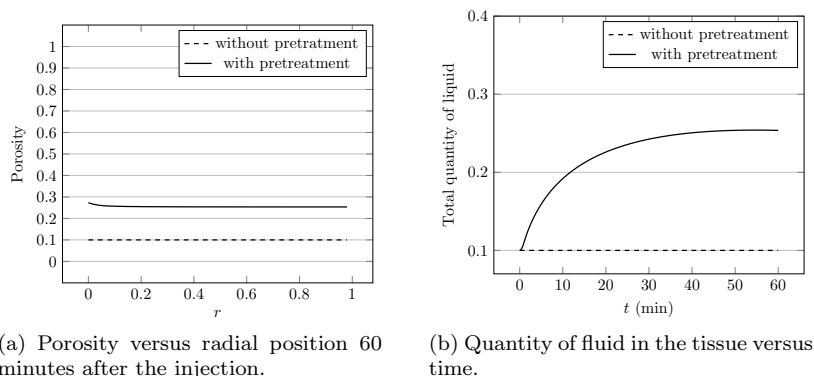 1
0.9
0.8
0.7
0.6
0.5
0.4
0.3
0.2
0.1
0
Porosity
without pretratment
with pretreatment
0 0.2 0.4 0.6 0.8 1
r
(a) Porosity versus radial position 60
minutes after the injection.
0.4
0.3
0.2
0.1
Total quantity of liquid
without pretreatment
with pretreatment
0 10 20 30 40 50 60
t (min)
(b) Quantity of fluid in the tissue versus
time.